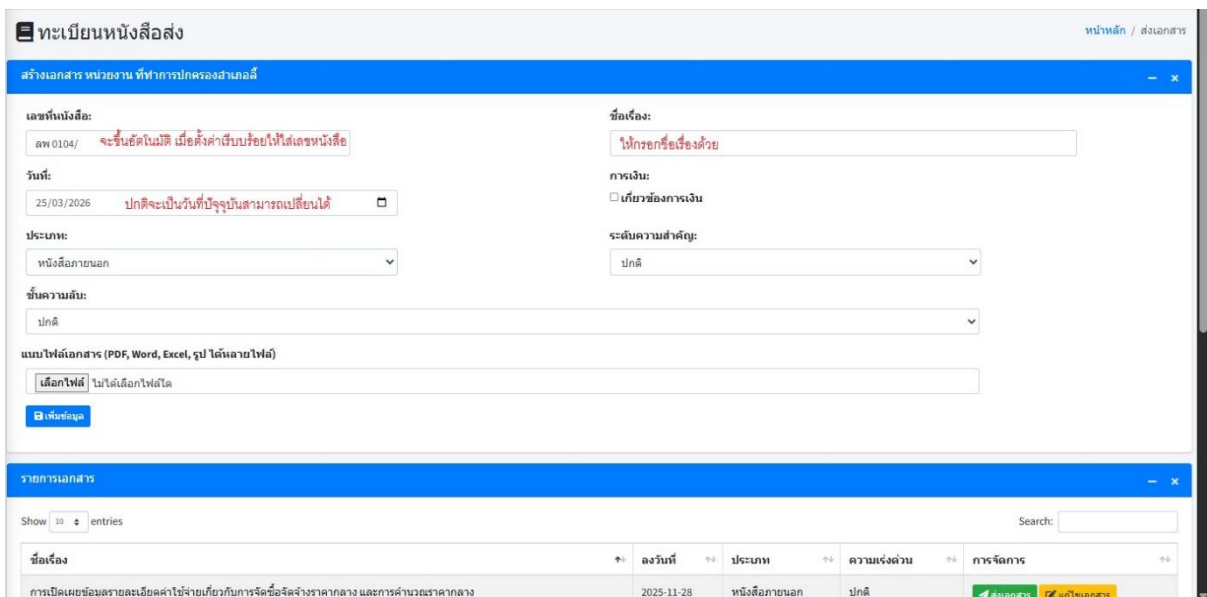 ทะเบียนหนังสือส่ง
หน้าหลัก / ส่งเอกสาร
สร้างเอกสาร หน่วยงาน ที่ทำการปกครองอำเภอลี้
เลขที่หนังสือ:
ชื่อเรื่อง:
ลพ 0104/ จะขึ้นอัตโนมัติ เมื่อตั้งค่าเรียบร้อยให้ใส่เลขหนังสือ
ให้กรอกชื่อเรื่องด้วย
วันที่:
การเงิน:
25/03/2026 ปกติจะเป็นวันที่ปัจจุบันสามารถเปลี่ยนได้
เกี่ยวข้องการเงิน
ประเภท:
ระดับความสำคัญ:
หนังสือภายนอก
ปกติ
ชั้นความลับ:
ปกติ
แนบไฟล์เอกสาร (PDF, Word, Excel, รูป ได้หลายไฟล์)
เลือกไฟล์ ไม่ได้เลือกไฟล์ใด
เพิ่มข้อมูล
รายการเอกสาร
Show 10 entries
Search:
ชื่อเรื่อง ลงวันที่ ประเภท ความเร่งด่วน การจัดการ
การเปิดเผยข้อมูลรายละเอียดค่าใช้จ่ายเกี่ยวกับการจัดซื้อจัดจ้างราคากลาง และการคำนวณราคากลาง 2025-11-28 หนังสือภายนอก ปกติ ส่งเอกสาร แก้ไขเอกสาร